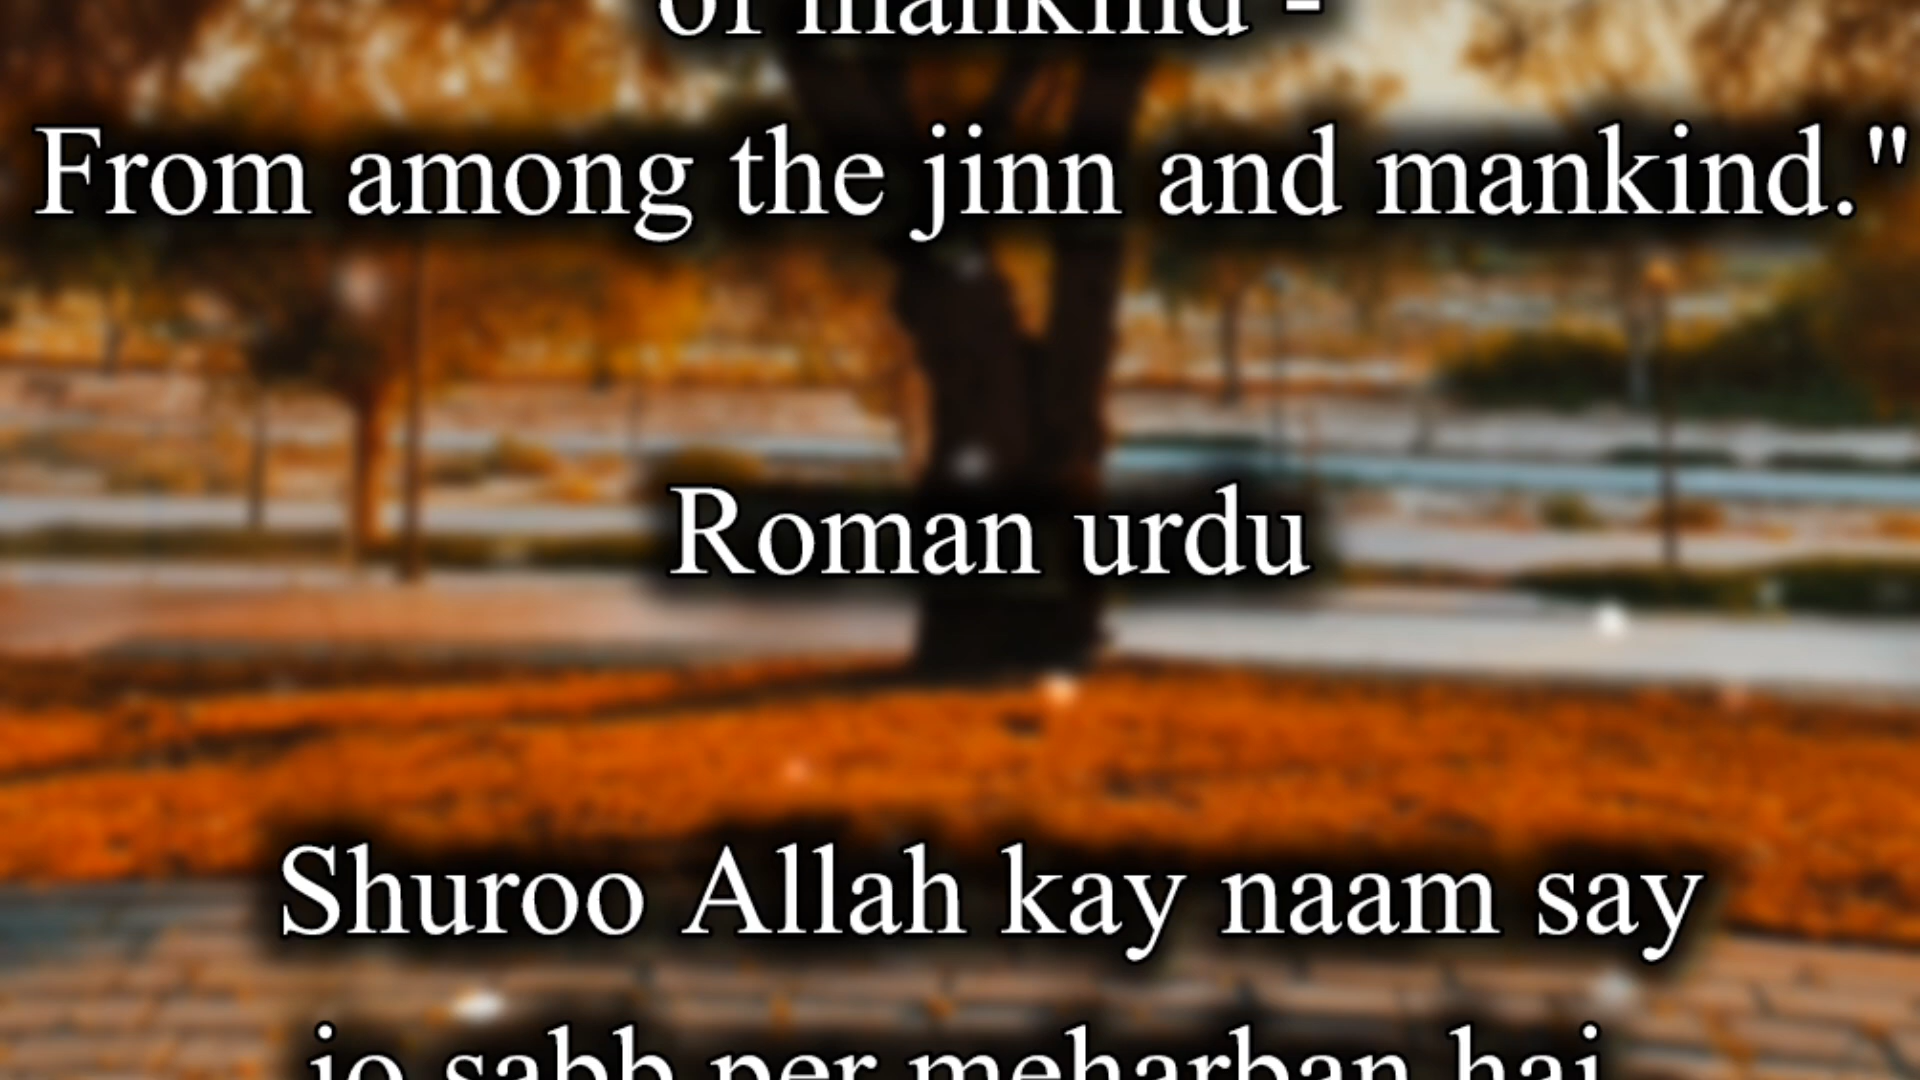 of mankind -
From among the jinn and mankind."
Roman urdu
Shuroo Allah kay naam say
jo sabb per meharban hai